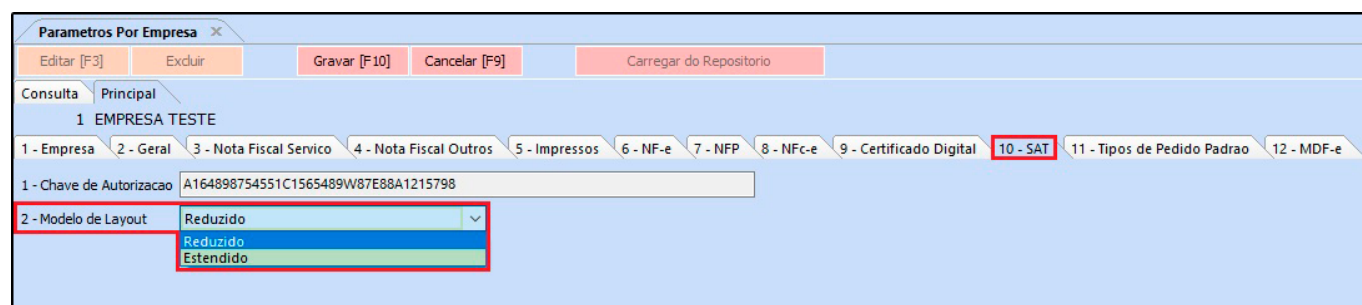 Parametros Por Empresa
Editar [F3] Excluir Gravar [F10] Cancelar [F9] Carregar do Repositorio
Consulta Principal
1 EMPRESA TESTE
1 - Empresa 2 - Geral 3 - Nota Fiscal Servico 4 - Nota Fiscal Outros 5 - Impressos 6 - NF-e 7 - NFP 8 - NFc-e 9 - Certificado Digital 10 - SAT 11 - Tipos de Pedido Padrao 12 - MDF-e
1 - Chave de Autorizacao A164898754551C1565489W87E88A1215798
2 - Modelo de Layout Reduzido
Reduzido
Estendido